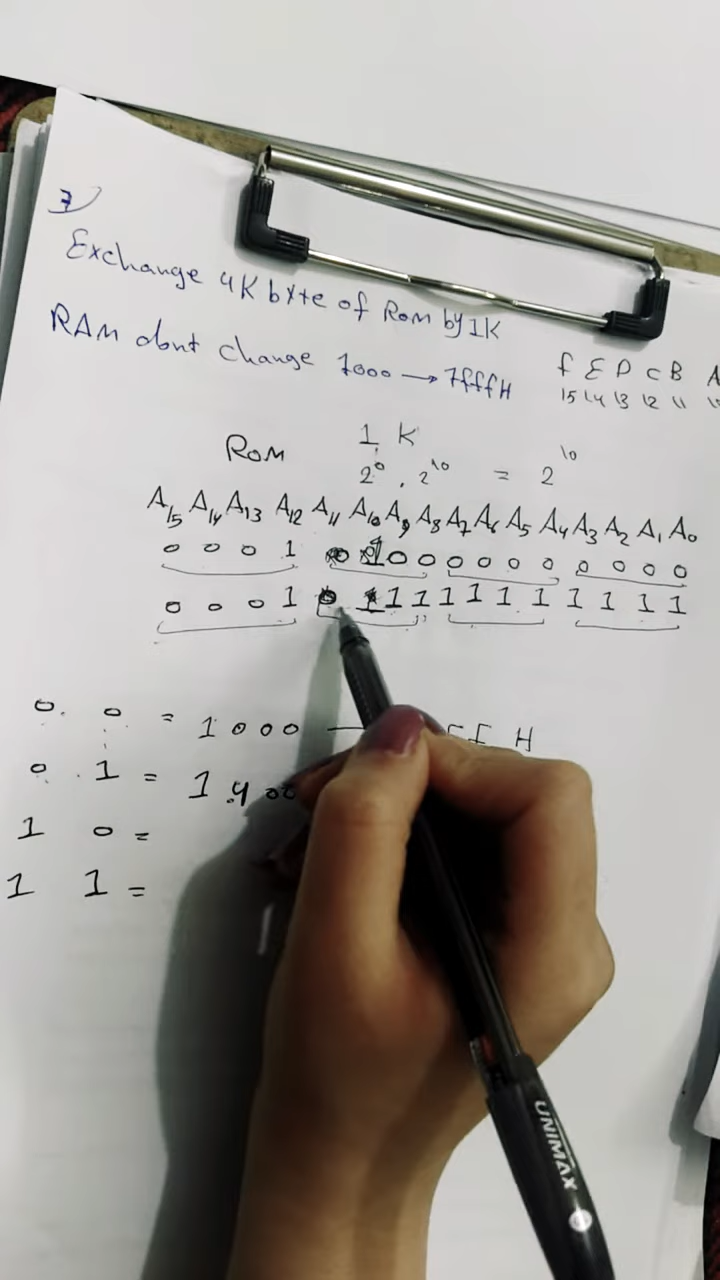 7)
Exchange 4K byte of Rom by 1K
RAM dont change 7000 → 7fffH
f E D C B A
15 14 13 12 11
Rom 1 K
2⁰ . 2¹⁰ = 2¹⁰
A15 A14 A13 A12 A11 A10 A9 A8 A7 A6 A5 A4 A3 A2 A1 A0
0 0 0 1 0 1 0 0 0 0 0 0 0 0 0 0
0 0 0 1 0 1 1 1 1 1 1 1 1 1 1 1
0 0 = 1000 — FF H
0 1 = 1400
1 0 =
1 1 =
UNIMAX